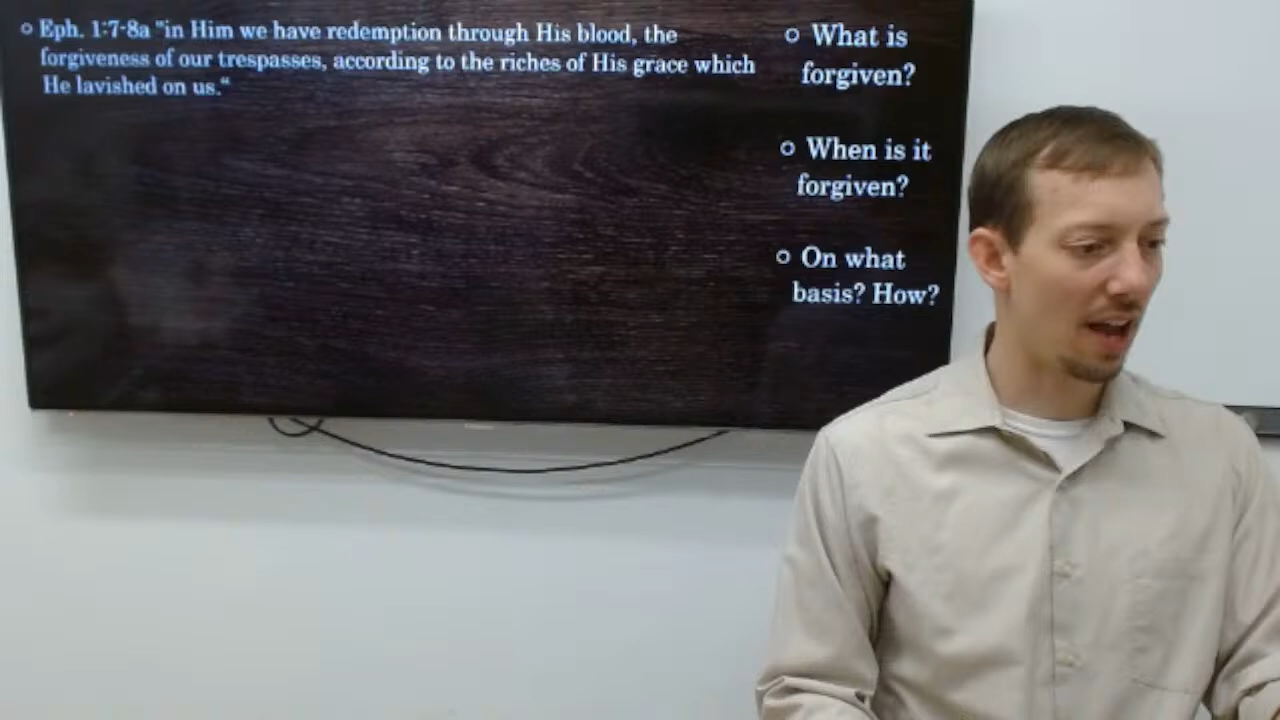 ○ Eph. 1:7-8a "in Him we have redemption through His blood, the
forgiveness of our trespasses, according to the riches of His grace which
He lavished on us."
○ What is
forgiven?
○ When is it
forgiven?
○ On what
basis? How?